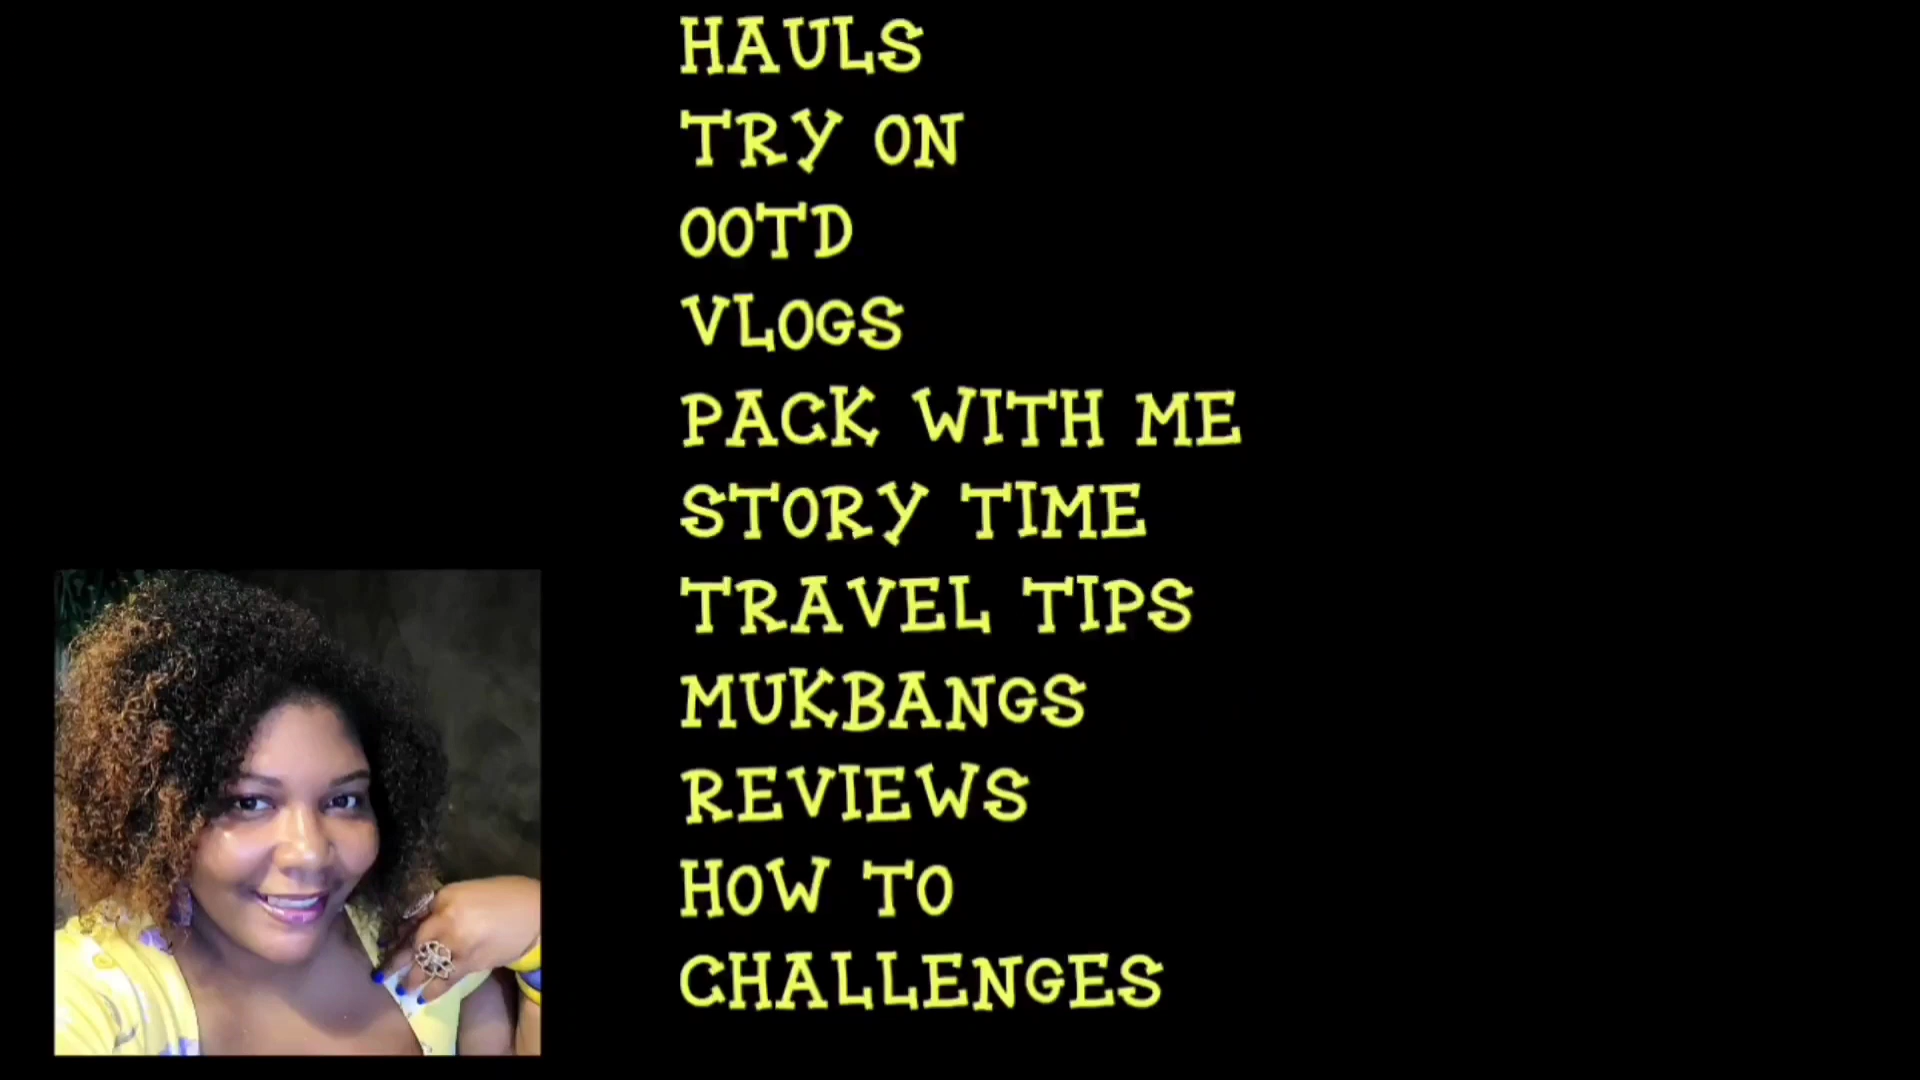 HAULS
TRY ON
OOTD
VLOGS
PACK WITH ME
STORY TIME
TRAVEL TIPS
MUKBANGS
REVIEWS
HOW TO
CHALLENGES